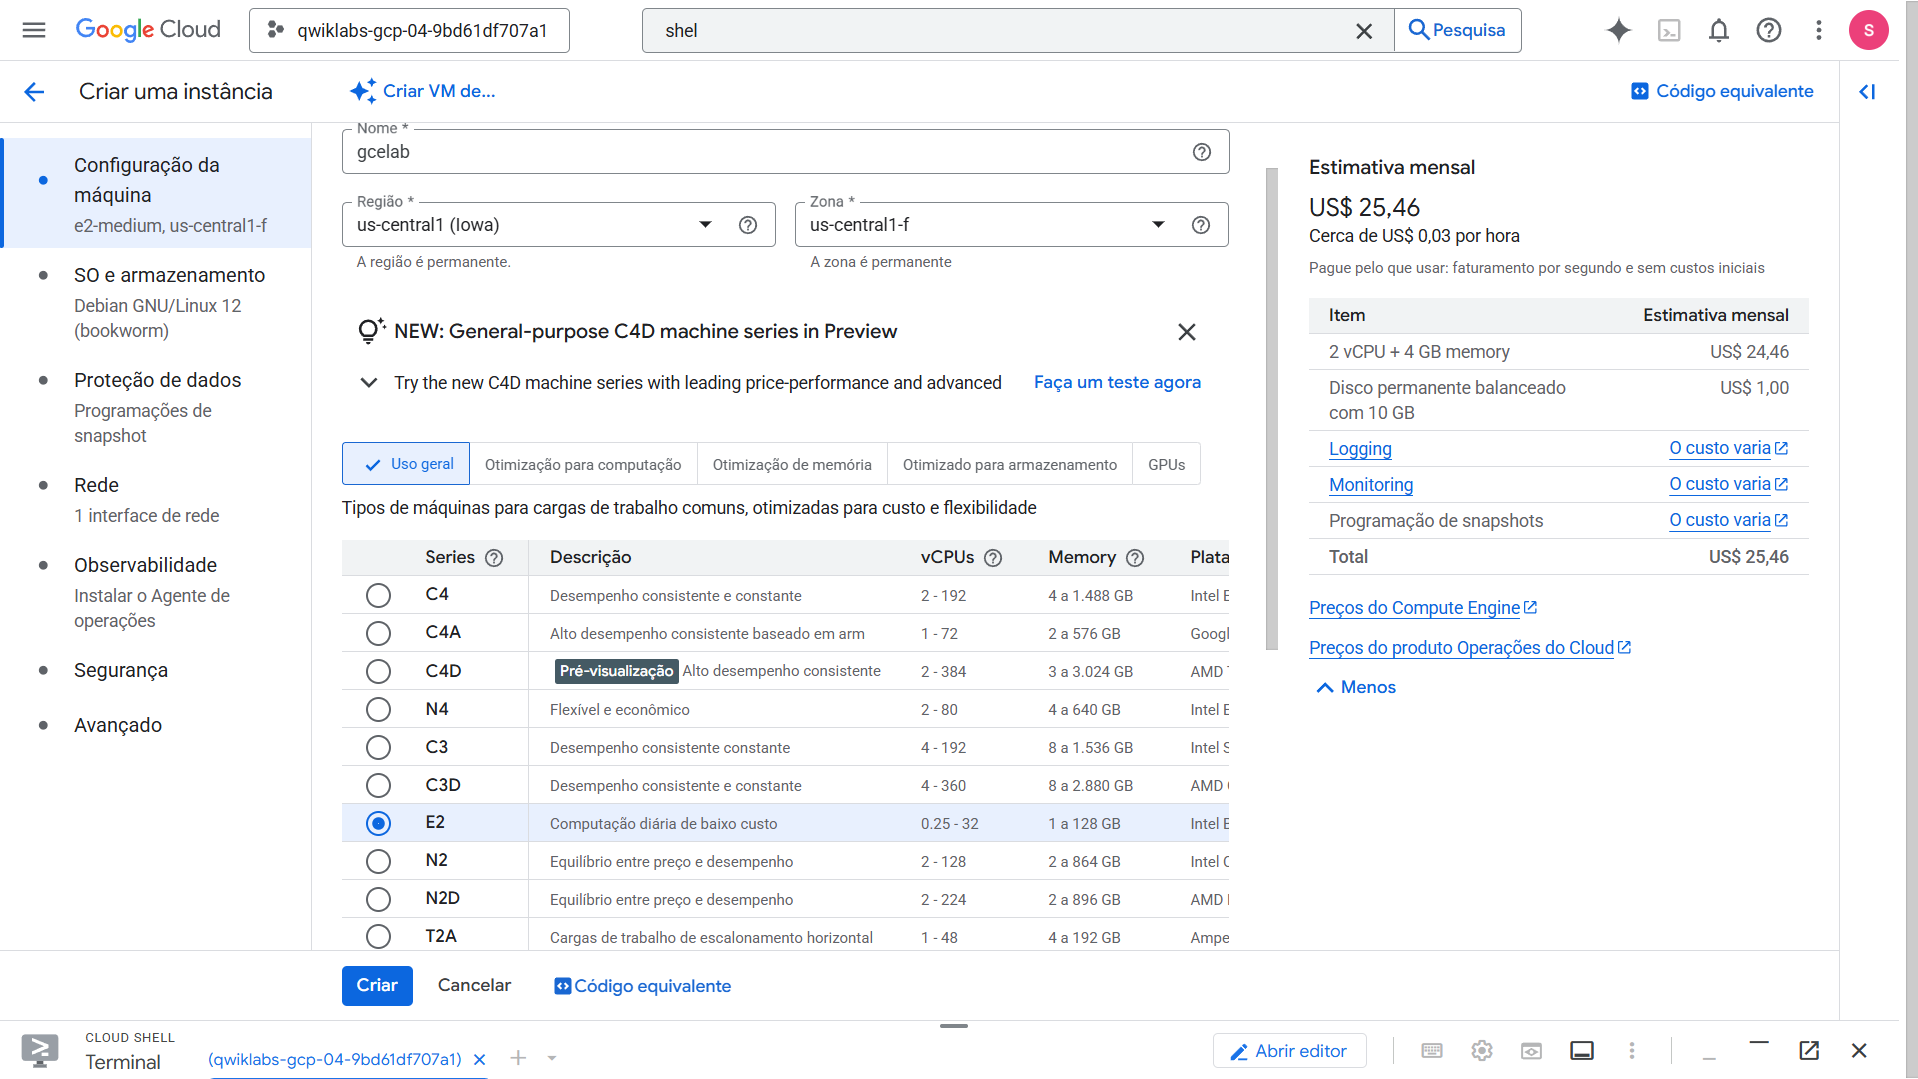 Google Cloud
qwiklabs-gcp-04-9bd61df707a1
shel
Pesquisa
S
Criar uma instância
Criar VM de...
Código equivalente
Configuração da máquina
e2-medium, us-central1-f
SO e armazenamento
Debian GNU/Linux 12
(bookworm)
Proteção de dados
Programações de
snapshot
Rede
1 interface de rede
Observabilidade
Instalar o Agente de
operações
Segurança
Avançado
Nome *
gcelab
Região *
us-central1 (Iowa)
A região é permanente.
Zona *
us-central1-f
A zona é permanente
NEW: General-purpose C4D machine series in Preview
Try the new C4D machine series with leading price-performance and advanced
Faça um teste agora
Uso geral
Otimização para computação
Otimização de memória
Otimizado para armazenamento
GPUs
Tipos de máquinas para cargas de trabalho comuns, otimizadas para custo e flexibilidade
Series Descrição vCPUs Memory Plata
C4 Desempenho consistente e constante 2 - 192 4 a 1.488 GB Intel E
C4A Alto desempenho consistente baseado em arm 1 - 72 2 a 576 GB Googl
C4D Pré-visualização Alto desempenho consistente 2 - 384 3 a 3.024 GB AMD
N4 Flexível e econômico 2 - 80 4 a 640 GB Intel E
C3 Desempenho consistente constante 4 - 192 8 a 1.536 GB Intel S
C3D Desempenho consistente e constante 4 - 360 8 a 2.880 GB AMD
E2 Computação diária de baixo custo 0.25 - 32 1 a 128 GB Intel E
N2 Equilíbrio entre preço e desempenho 2 - 128 2 a 864 GB Intel
N2D Equilíbrio entre preço e desempenho 2 - 224 2 a 896 GB AMD
T2A Cargas de trabalho de escalonamento horizontal 1 - 48 4 a 192 GB Ampe
Criar
Cancelar
Código equivalente
Estimativa mensal
US$ 25,46
Cerca de US$ 0,03 por hora
Pague pelo que usar: faturamento por segundo e sem custos iniciais
Item Estimativa mensal
2 vCPU + 4 GB memory US$ 24,46
Disco permanente balanceado US$ 1,00
com 10 GB
Logging O custo varia
Monitoring O custo varia
Programação de snapshots O custo varia
Total US$ 25,46
Preços do Compute Engine
Preços do produto Operações do Cloud
Menos
CLOUD SHELL
Terminal
(qwiklabs-gcp-04-9bd61df707a1)
Abrir editor